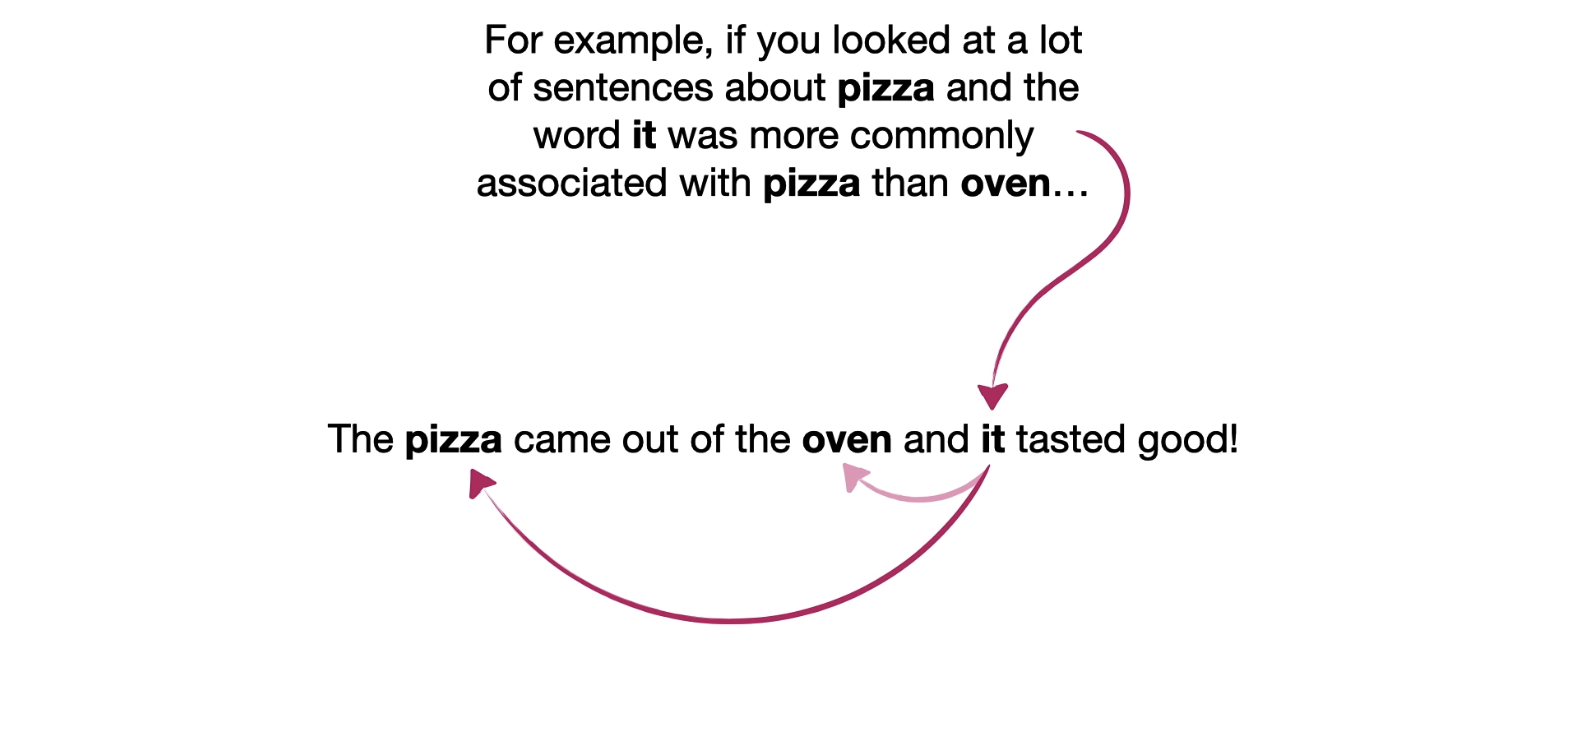 For example, if you looked at a lot
of sentences about pizza and the
word it was more commonly
associated with pizza than oven…
The pizza came out of the oven and it tasted good!